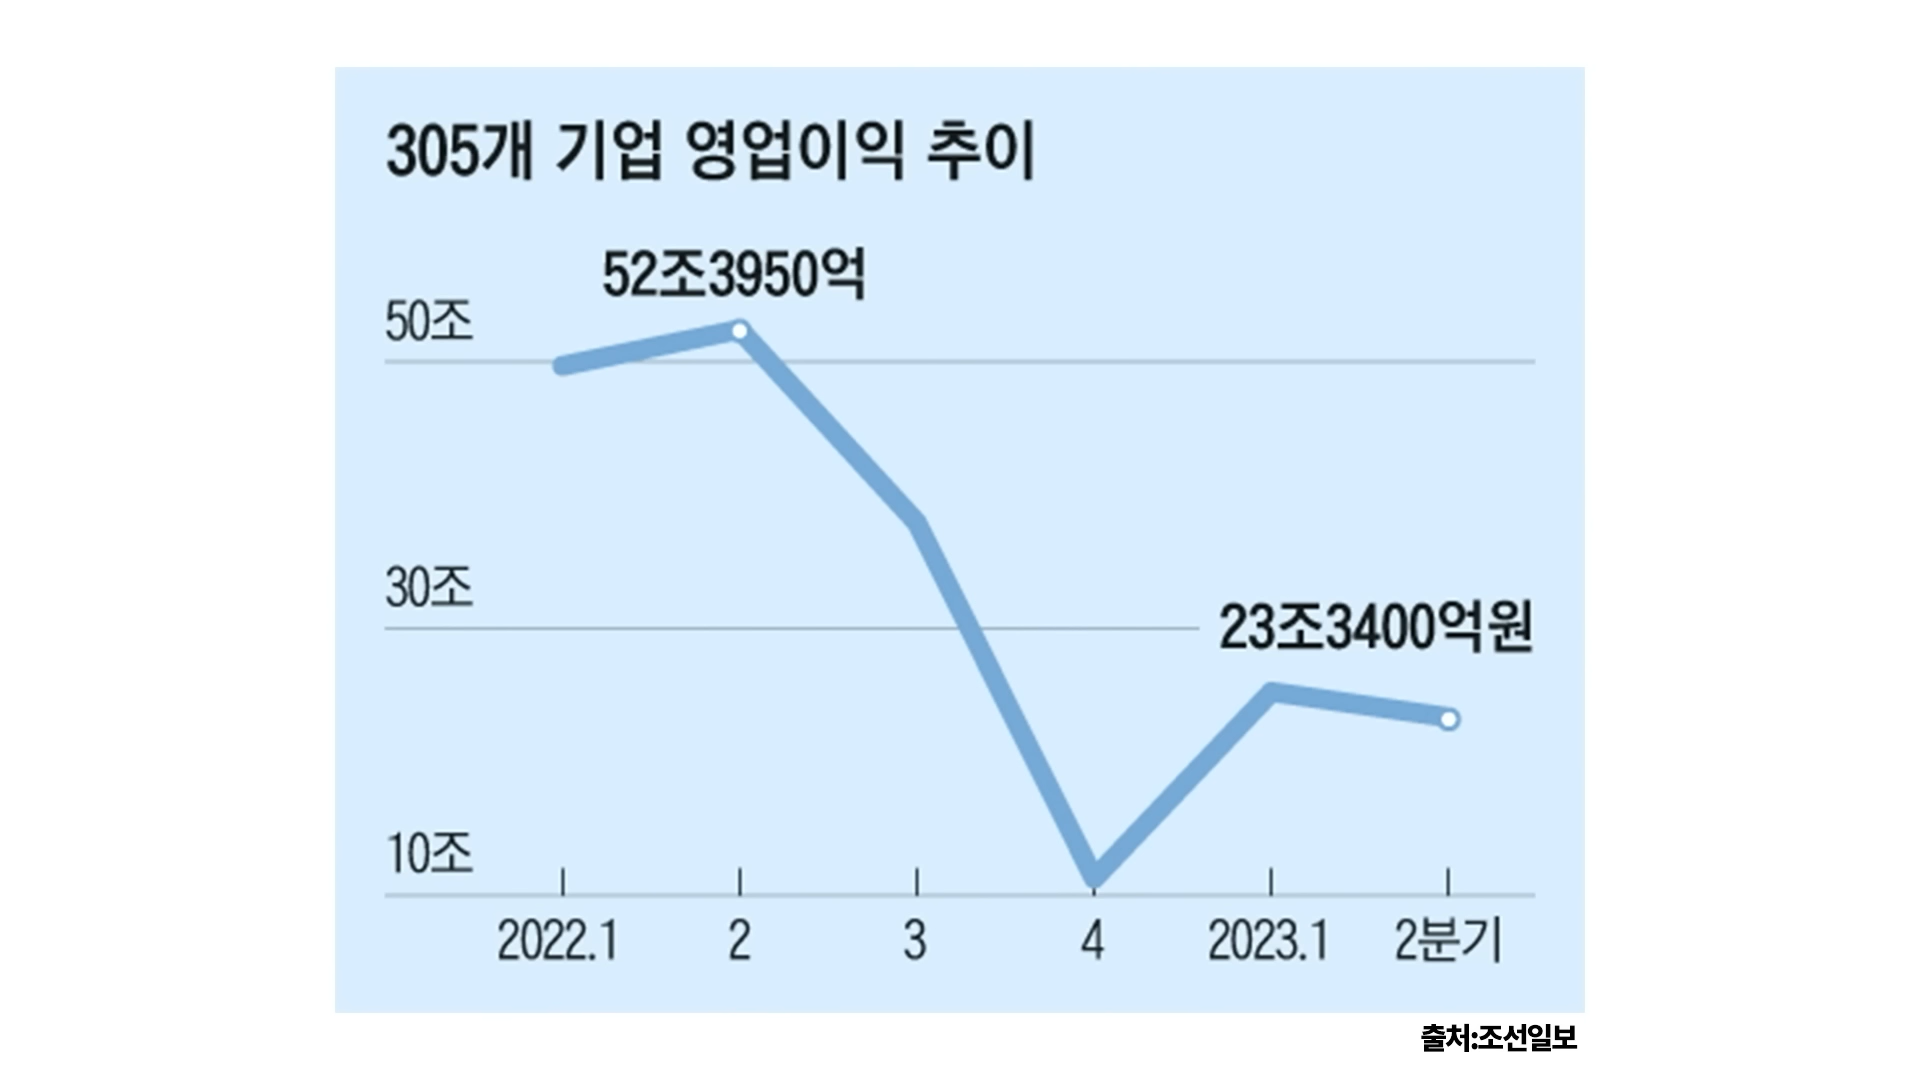 305개 기업 영업이익 추이
52조3950억
50조
30조
23조3400억원
10조
2022.1 2 3 4 2023.1 2분기
출처:조선일보